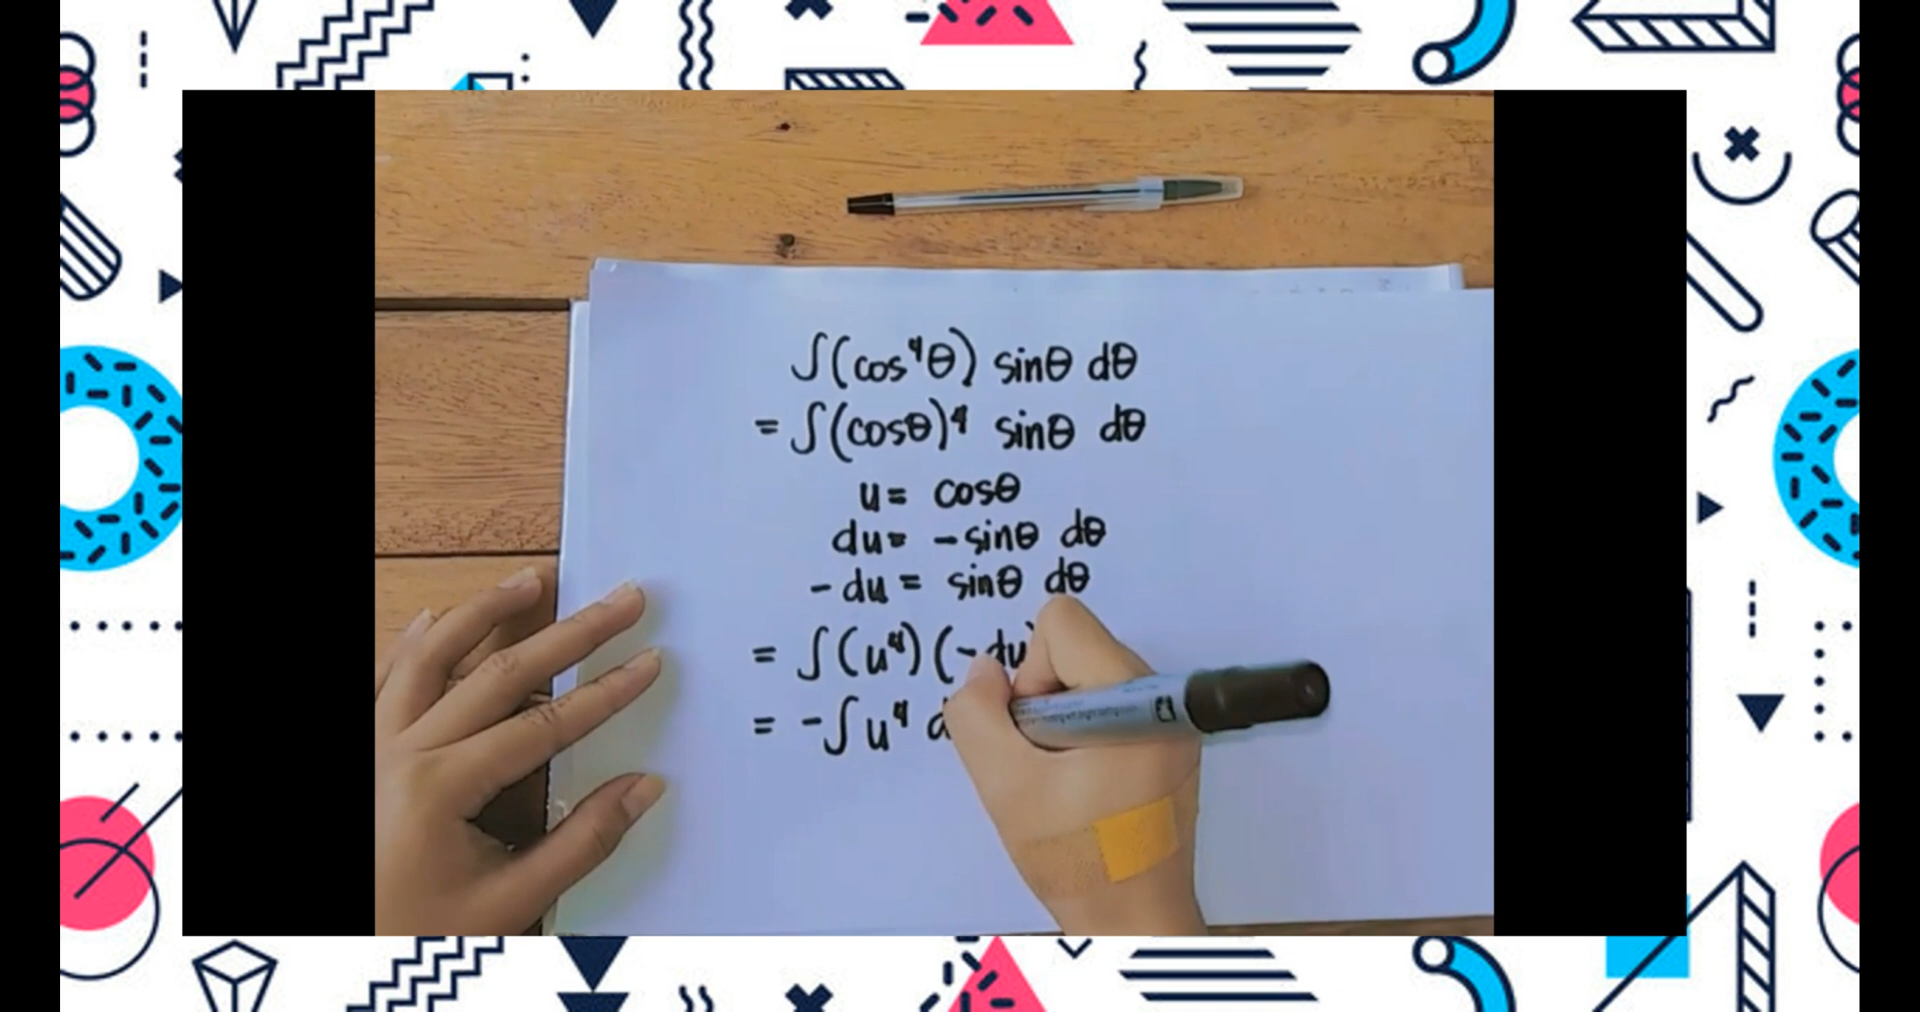 ∫(cos⁴θ) sinθ dθ
= ∫(cosθ)⁴ sinθ dθ
u = cosθ
du = -sinθ dθ
-du = sinθ dθ
= ∫(u⁴)(-du)
= -∫u⁴ d